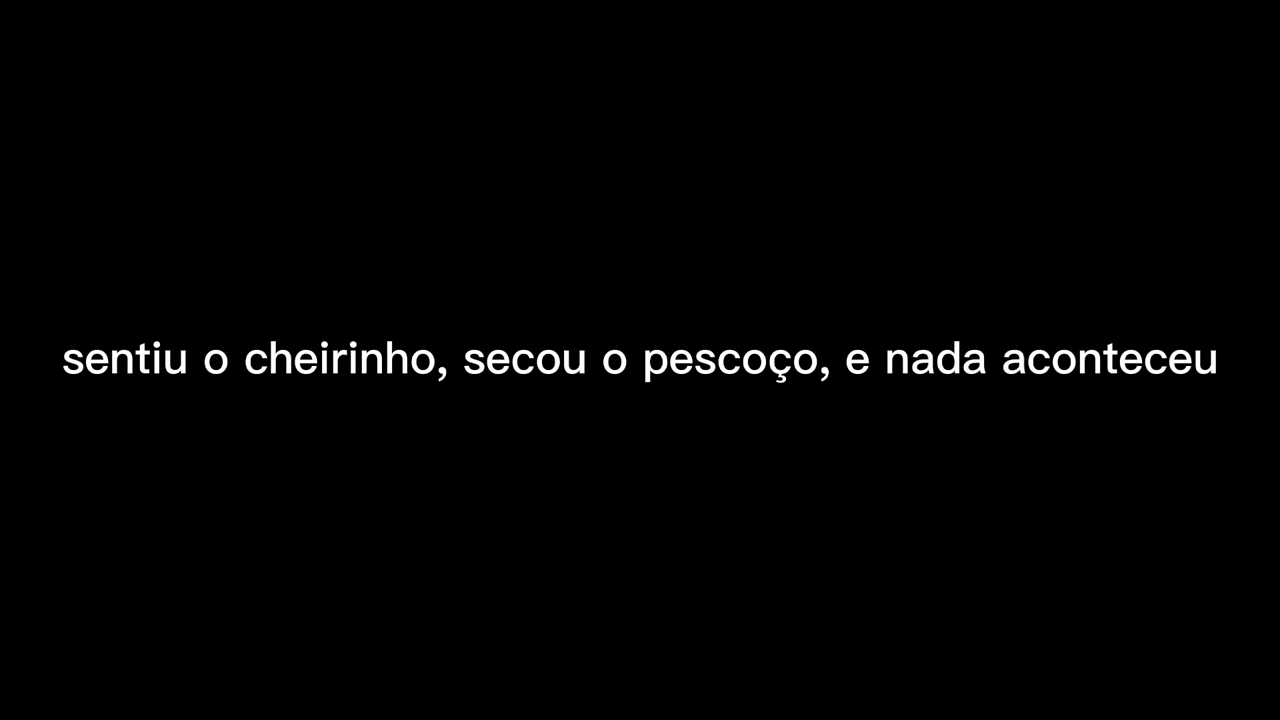 sentiu o cheirinho, secou o pescoço, e nada aconteceu